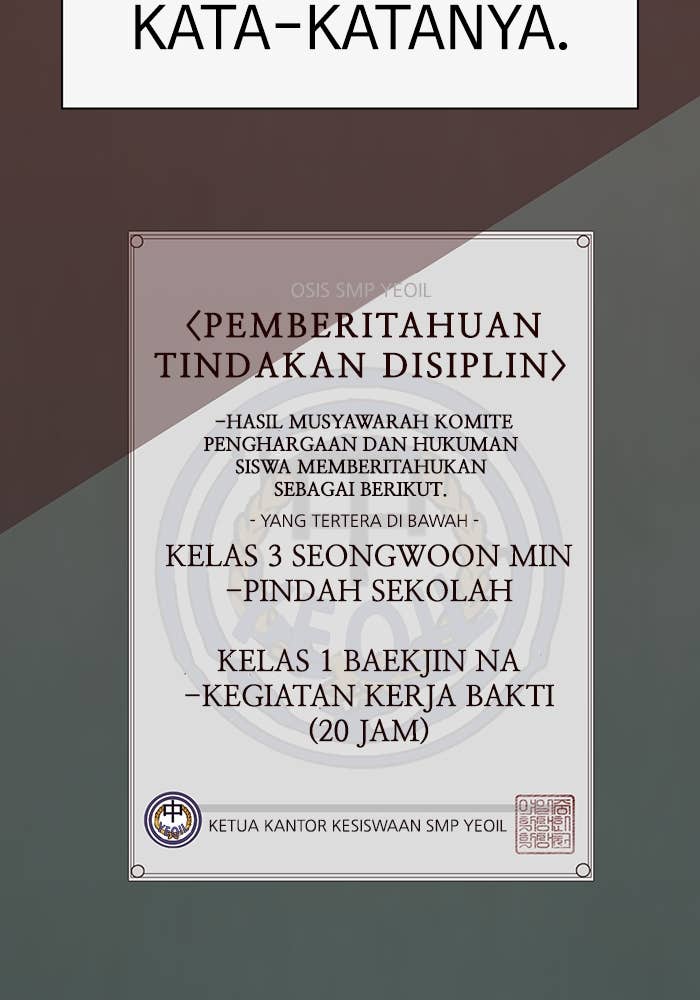 KATA-KATANYA.
OSIS SMP YEOIL
〈PEMBERITAHUAN
TINDAKAN DISIPLIN〉
-HASIL MUSYAWARAH KOMITE
PENGHARGAAN DAN HUKUMAN
SISWA MEMBERITAHUKAN
SEBAGAI BERIKUT.
- YANG TERTERA DI BAWAH -
KELAS 3 SEONGWOON MIN
-PINDAH SEKOLAH
KELAS 1 BAEKJIN NA
-KEGIATAN KERJA BAKTI
(20 JAM)
中
YEOIL
KETUA KANTOR KESISWAAN SMP YEOIL